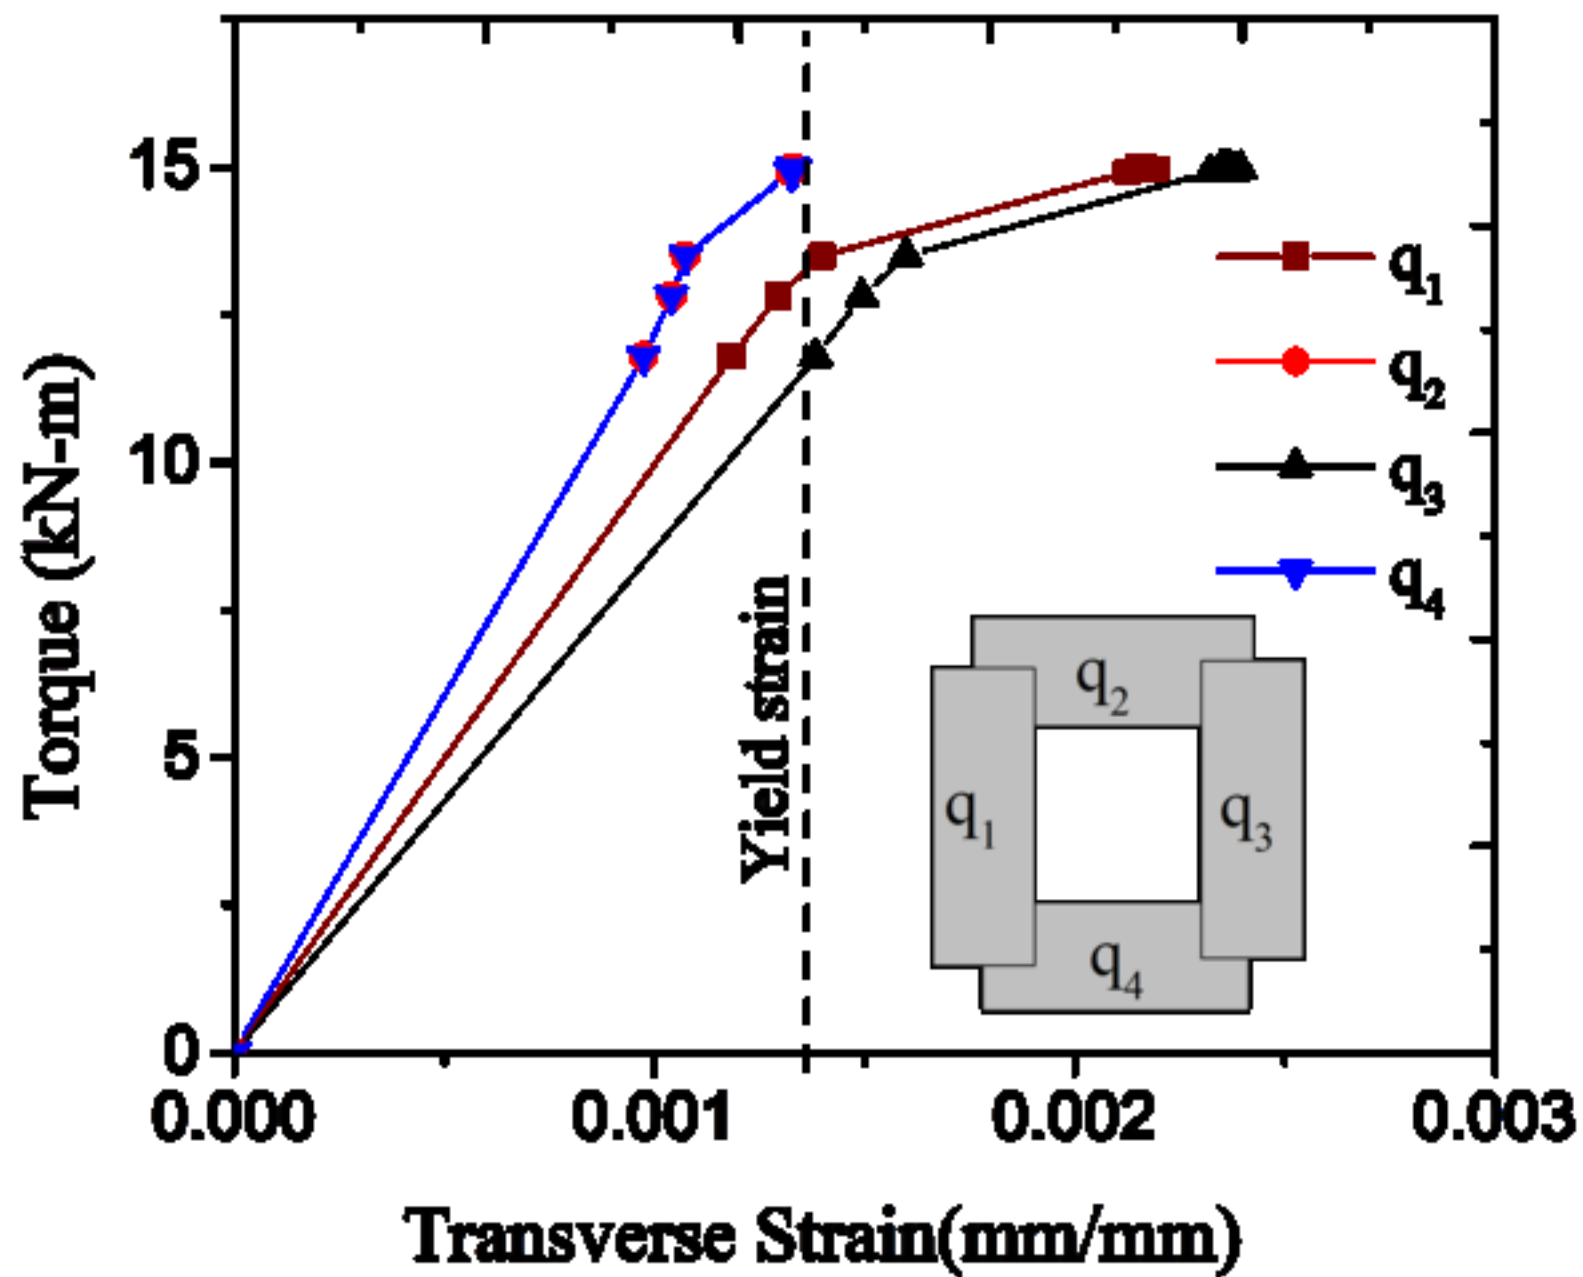 15
10
5
0
0.000
0.001
0.002
0.003
Torque (kN-m)
Transverse Strain(mm/mm)
Yield strain
q1
q2
q3
q4
q2
q1
q3
q4